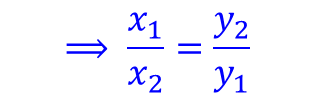 ⟹ x₁/x₂ = y₂/y₁